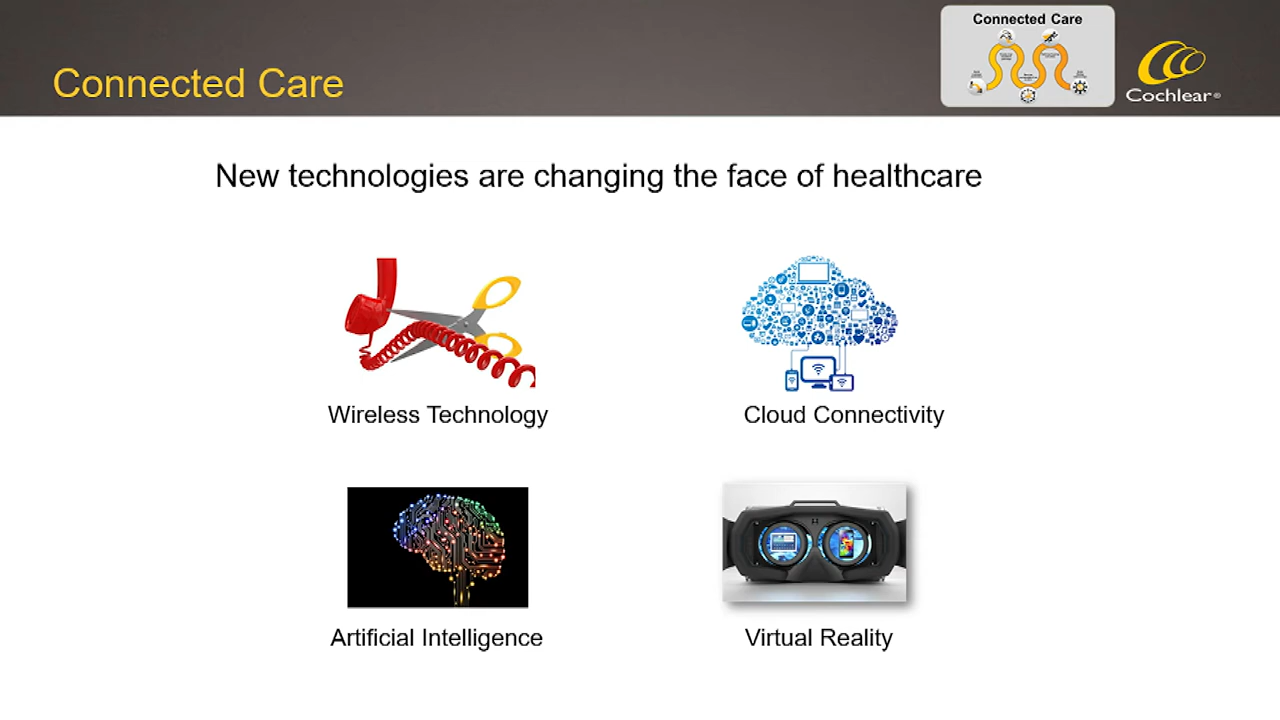 Connected Care
Connected Care
Cochlear®
New technologies are changing the face of healthcare
Wireless Technology
Cloud Connectivity
Artificial Intelligence
Virtual Reality